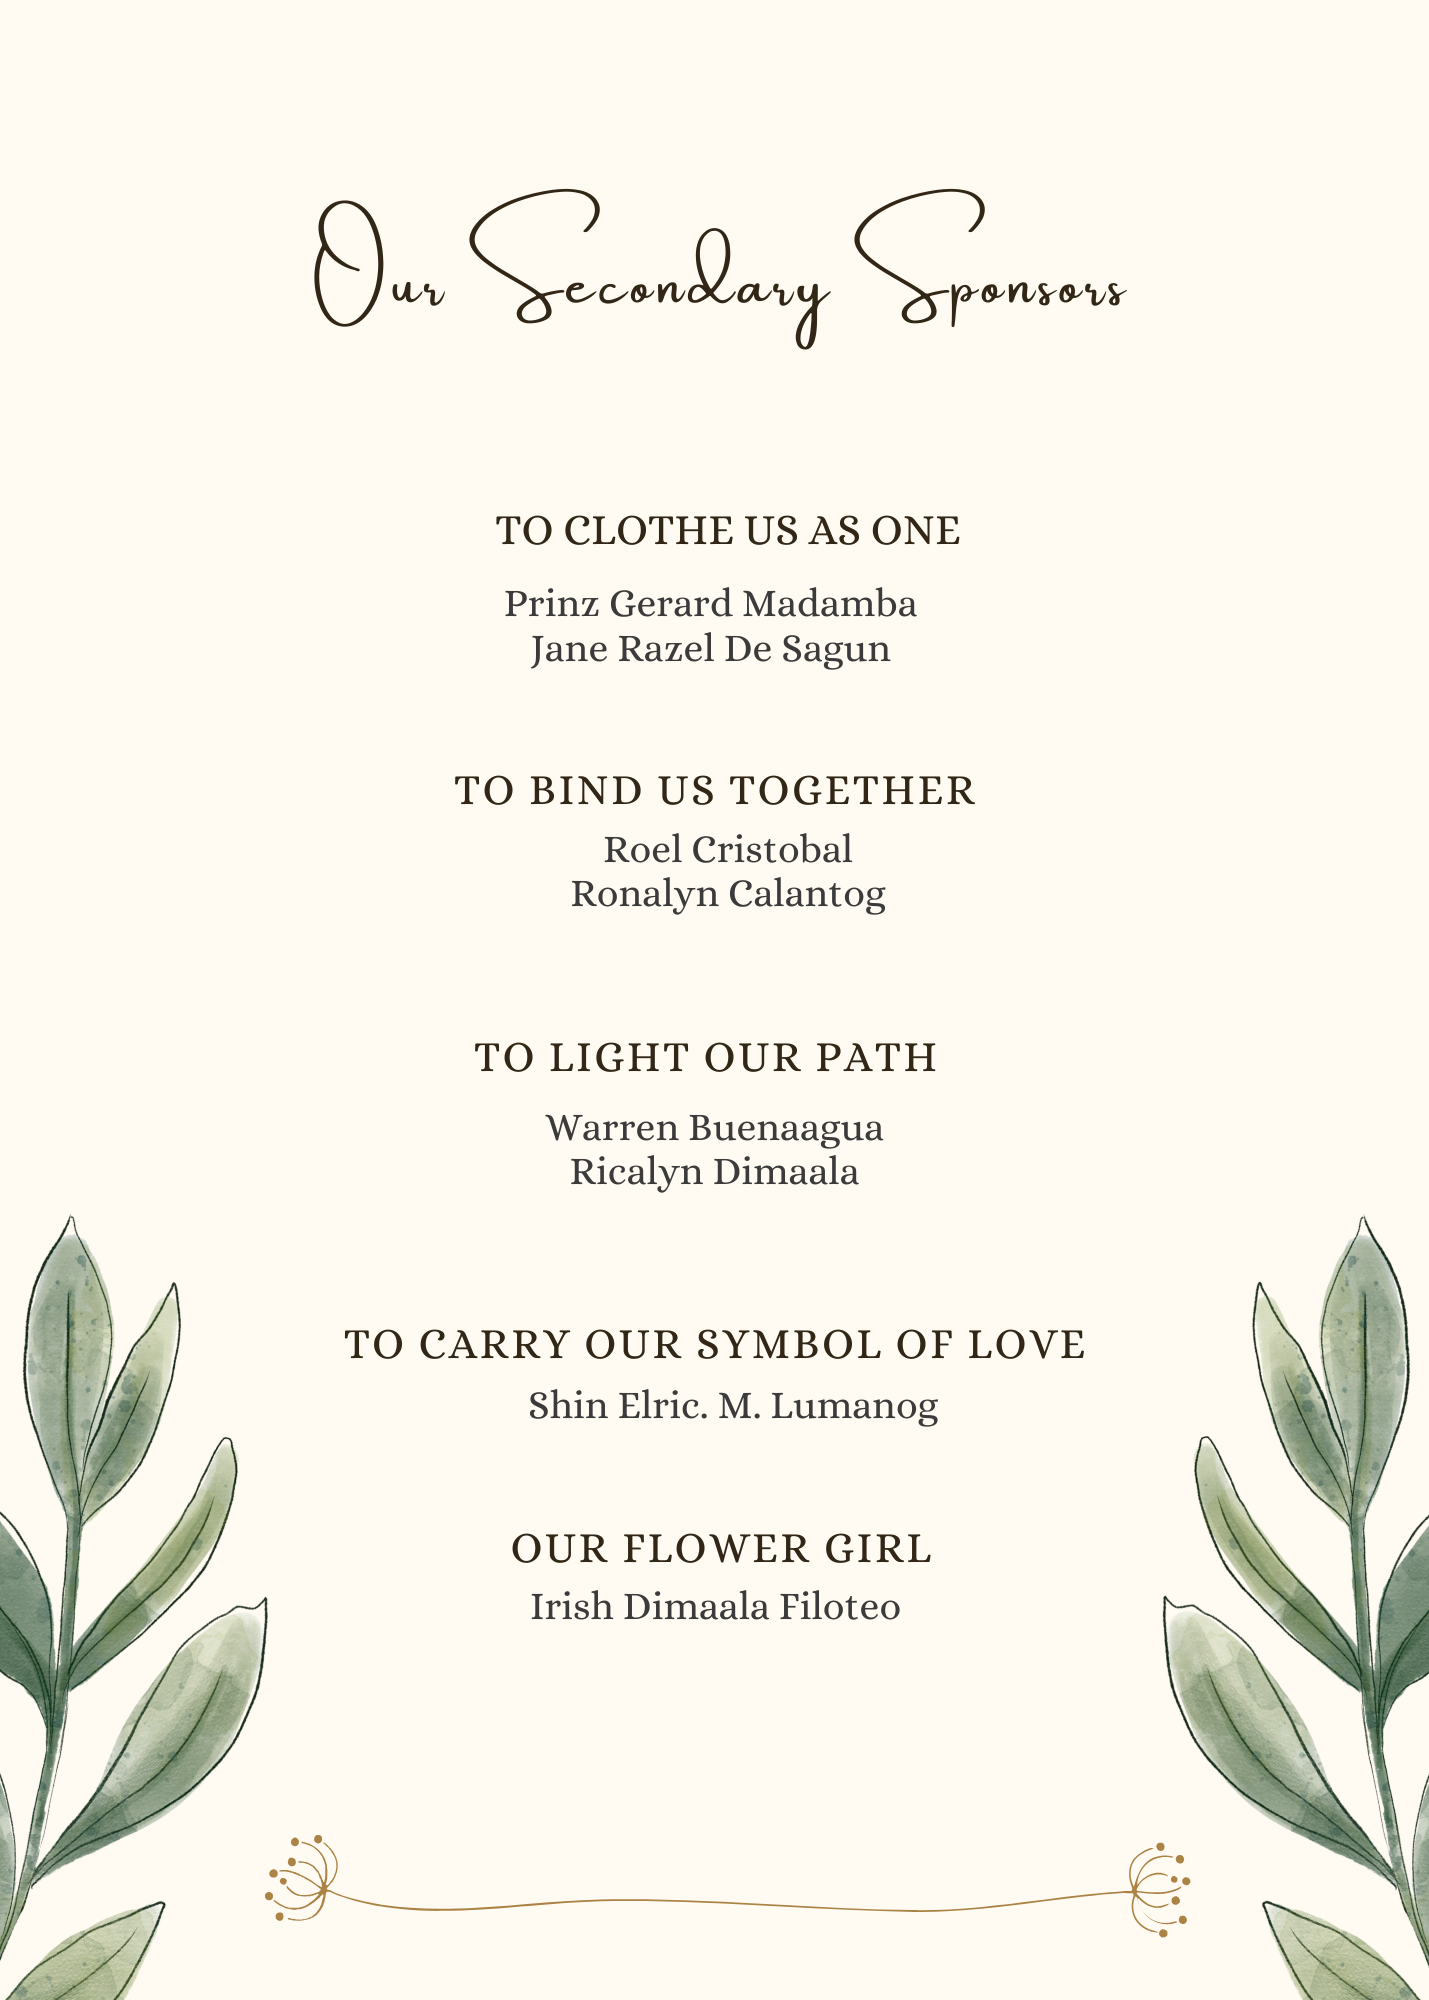 Our Secondary Sponsors
TO CLOTHE US AS ONE
Prinz Gerard Madamba
Jane Razel De Sagun
TO BIND US TOGETHER
Roel Cristobal
Ronalyn Calantog
TO LIGHT OUR PATH
Warren Buenaagua
Ricalyn Dimaala
TO CARRY OUR SYMBOL OF LOVE
Shin Elric. M. Lumanog
OUR FLOWER GIRL
Irish Dimaala Filoteo